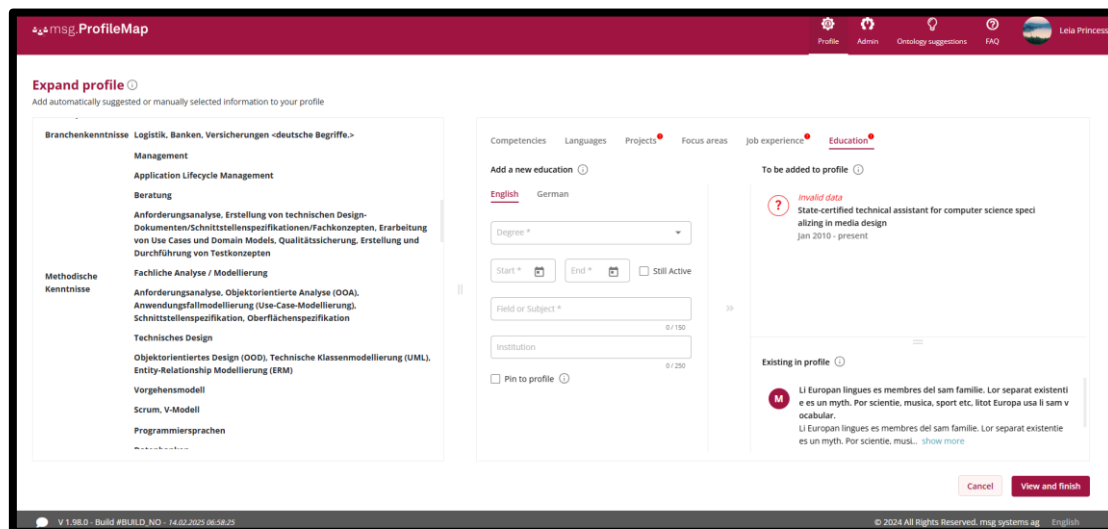 msg.ProfileMap
Profile
Admin
Ontology suggestions
FAQ
Leia Princess
Expand profile
Add automatically suggested or manually selected information to your profile
Branchenkenntnisse Logistik, Banken, Versicherungen <deutsche Begriffe.>
Management
Application Lifecycle Management
Beratung
Anforderungsanalyse, Erstellung von technischen Design-
Dokumenten/Schnittstellenspezifikationen/Fachkonzepten, Erarbeitung
von Use Cases und Domain Models, Qualitätssicherung, Erstellung und
Durchführung von Testkonzepten
Methodische
Kenntnisse
Fachliche Analyse / Modellierung
Anforderungsanalyse, Objektorientierte Analyse (OOA),
Anwendungsfallmodellierung (Use-Case-Modellierung),
Schnittstellenspezifikation, Oberflächenspezifikation
Technisches Design
Objektorientiertes Design (OOD), Technische Klassenmodellierung (UML),
Entity-Relationship Modellierung (ERM)
Vorgehensmodell
Scrum, V-Modell
Programmiersprachen
Competencies
Languages
Projects
Focus areas
Job experience
Education
Add a new education
English
German
Degree *
Start *
End *
Still Active
Field or Subject *
0 / 150
Institution
0 / 250
Pin to profile
To be added to profile
?
Invalid data
State-certified technical assistant for computer science speci
alizing in media design
Jan 2010 - present
Existing in profile
M
Li Europan lingues es membres del sam familie. Lor separat existenti
e es un myth. Por scientie, musica, sport etc, litot Europa usa li sam v
ocabular.
Li Europan lingues es membres del sam familie. Lor separat existentie
es un myth. Por scientie, musi... show more
Cancel
View and finish
V 1.98.0 - Build #BUILD_NO - 14.02.2025 06:58:25
© 2024 All Rights Reserved. msg systems ag
English